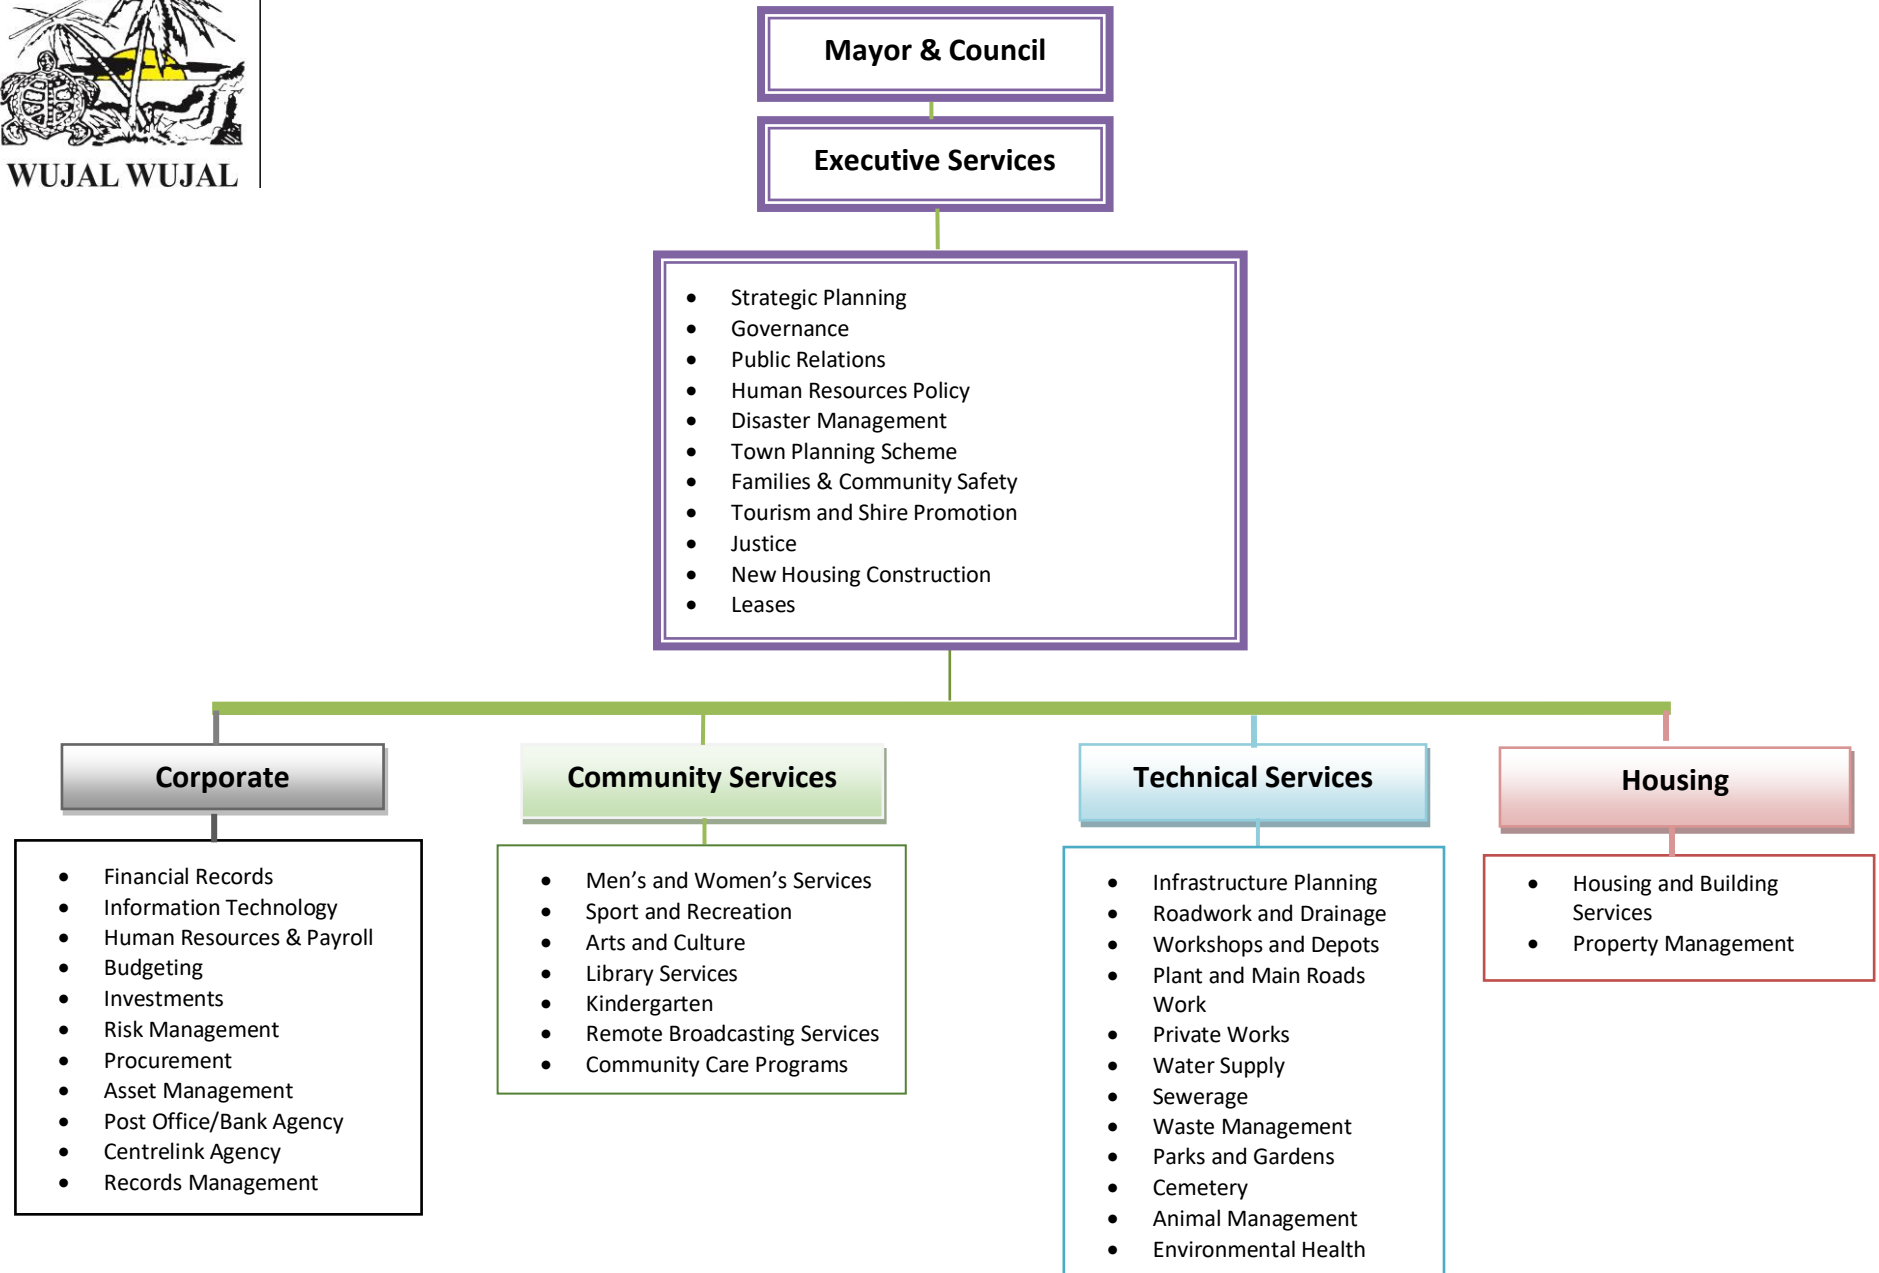 WUJAL WUJAL
Mayor & Council
Executive Services
• Strategic Planning
• Governance
• Public Relations
• Human Resources Policy
• Disaster Management
• Town Planning Scheme
• Families & Community Safety
• Tourism and Shire Promotion
• Justice
• New Housing Construction
• Leases
Corporate
• Financial Records
• Information Technology
• Human Resources & Payroll
• Budgeting
• Investments
• Risk Management
• Procurement
• Asset Management
• Post Office/Bank Agency
• Centrelink Agency
• Records Management
Community Services
• Men’s and Women’s Services
• Sport and Recreation
• Arts and Culture
• Library Services
• Kindergarten
• Remote Broadcasting Services
• Community Care Programs
Technical Services
• Infrastructure Planning
• Roadwork and Drainage
• Workshops and Depots
• Plant and Main Roads
Work
• Private Works
• Water Supply
• Sewerage
• Waste Management
• Parks and Gardens
• Cemetery
• Animal Management
• Environmental Health
Housing
• Housing and Building
Services
• Property Management